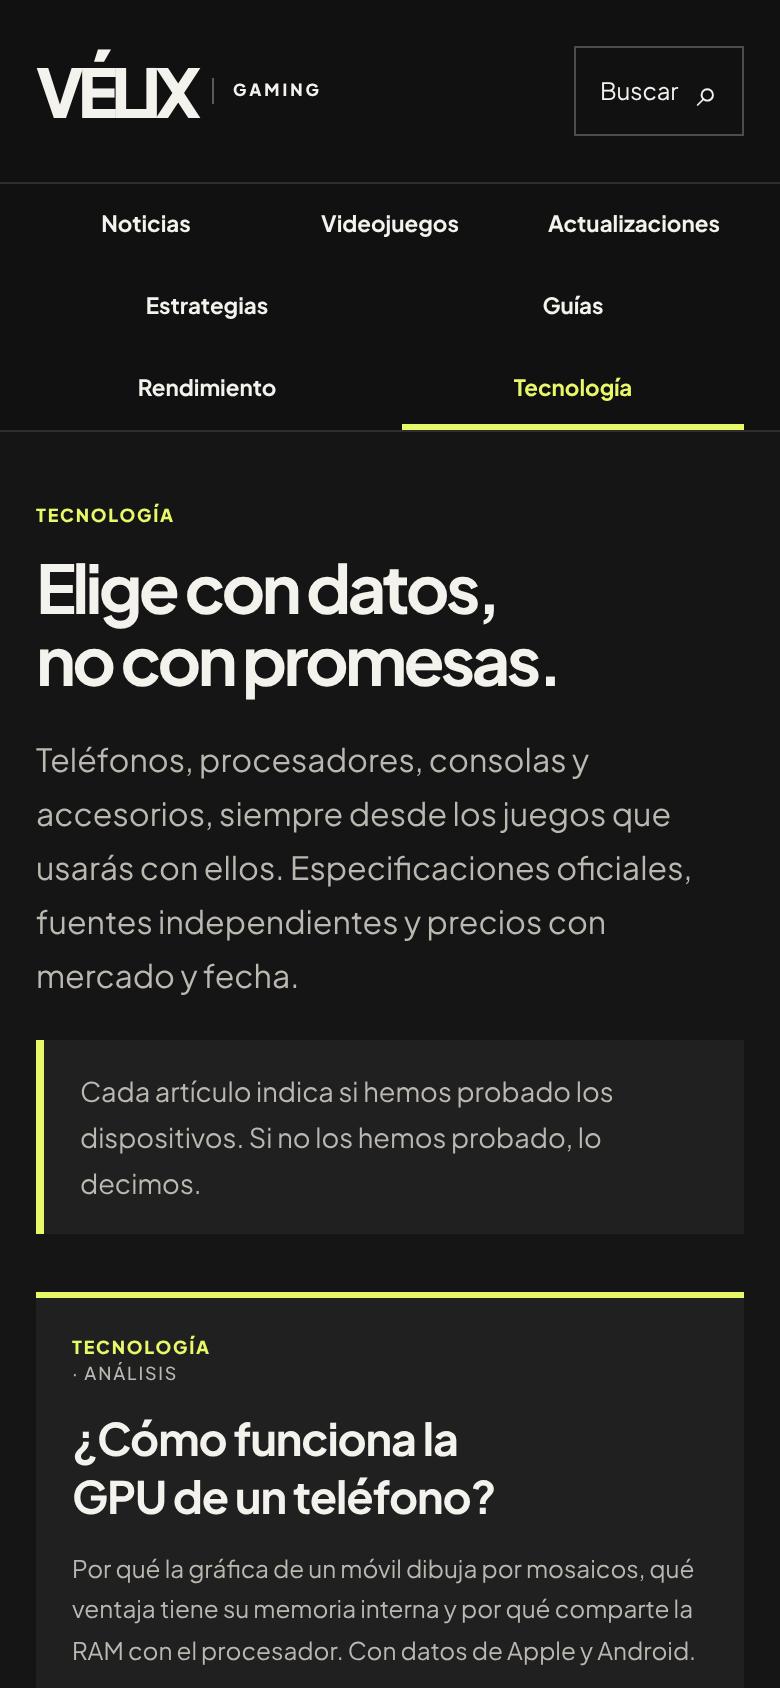 VÉLIX GAMING
Buscar
Noticias Videojuegos Actualizaciones
Estrategias Guías
Rendimiento Tecnología
TECNOLOGÍA
Elige con datos,
no con promesas.
Teléfonos, procesadores, consolas y
accesorios, siempre desde los juegos que
usarás con ellos. Especificaciones oficiales,
fuentes independientes y precios con
mercado y fecha.
Cada artículo indica si hemos probado los
dispositivos. Si no los hemos probado, lo
decimos.
TECNOLOGÍA
· ANÁLISIS
¿Cómo funciona la
GPU de un teléfono?
Por qué la gráfica de un móvil dibuja por mosaicos, qué
ventaja tiene su memoria interna y por qué comparte la
RAM con el procesador. Con datos de Apple y Android.